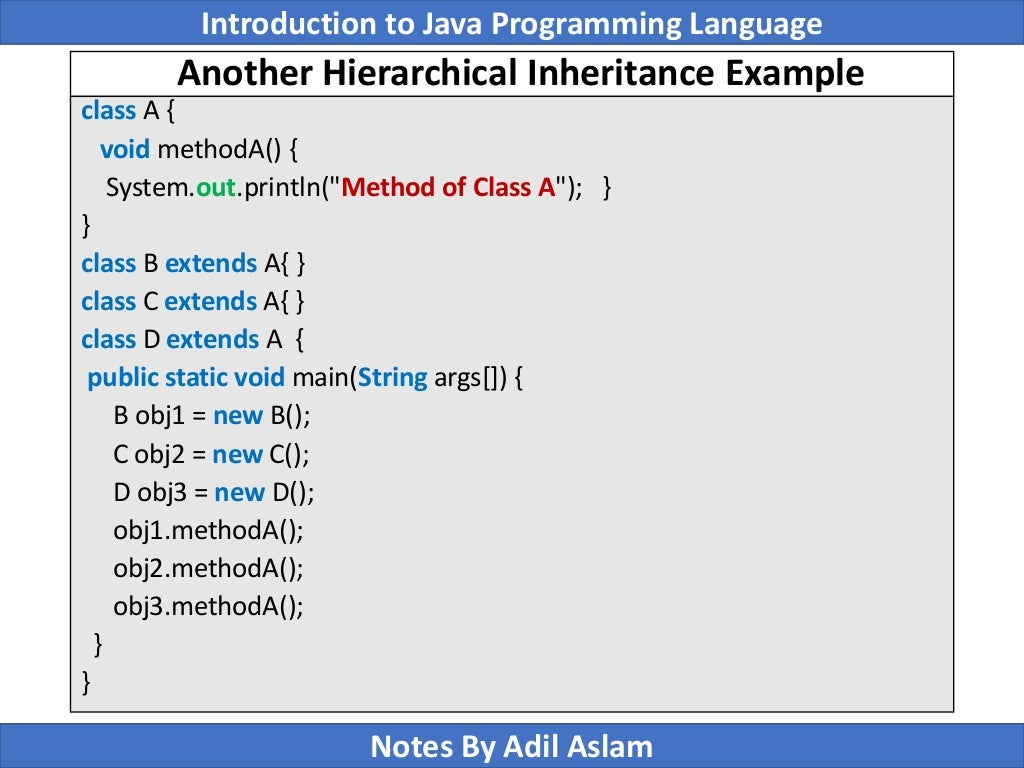 Introduction to Java Programming Language
Another Hierarchical Inheritance Example
class A {
void methodA() {
System.out.println("Method of Class A"); }
}
class B extends A{ }
class C extends A{ }
class D extends A {
public static void main(String args[]) {
B obj1 = new B();
C obj2 = new C();
D obj3 = new D();
obj1.methodA();
obj2.methodA();
obj3.methodA();
}
}
Notes By Adil Aslam